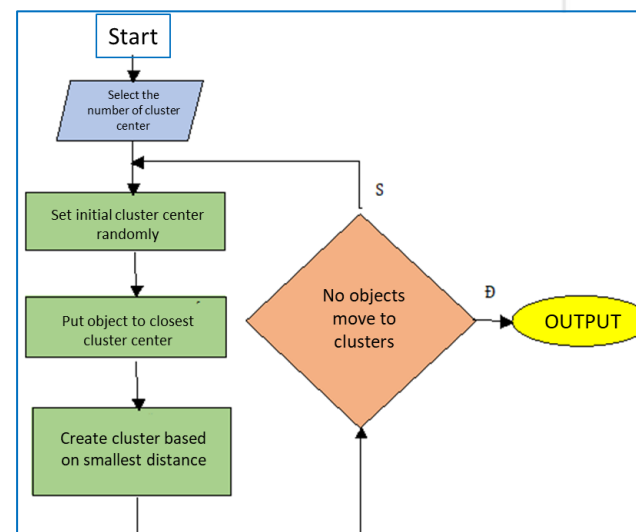 Start
Select the
number of cluster
center
Set initial cluster center
randomly
Put object to closest
cluster center
Create cluster based
on smallest distance
S
No objects
move to
clusters
Đ
OUTPUT